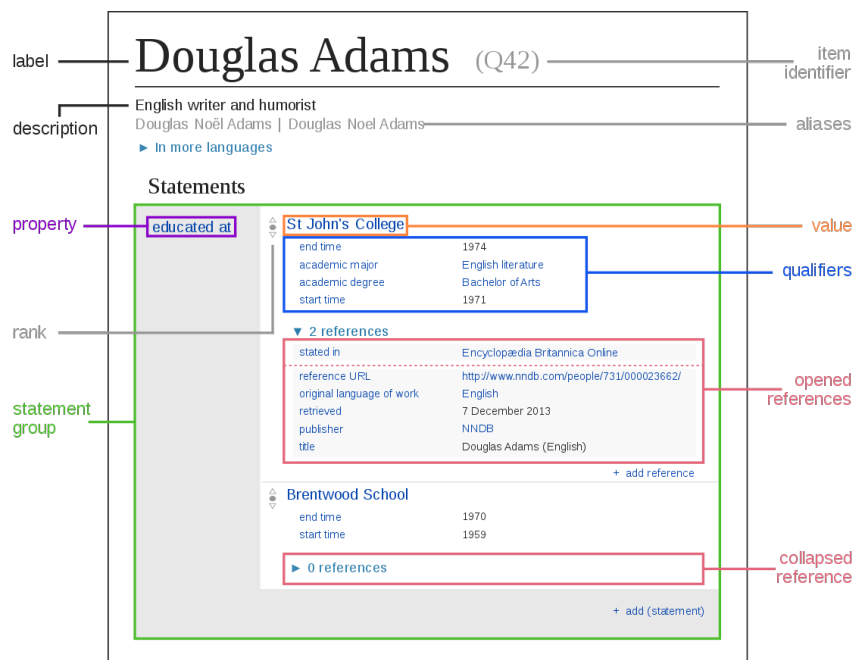 label
Douglas Adams (Q42)
item identifier
description
English writer and humorist
Douglas Noël Adams | Douglas Noel Adams
aliases
► In more languages
Statements
property
educated at
St John's College
value
end time 1974
academic major English literature
academic degree Bachelor of Arts
start time 1971
qualifiers
rank
▼ 2 references
stated in Encyclopædia Britannica Online
reference URL http://www.nndb.com/people/731/000023662/
original language of work English
retrieved 7 December 2013
publisher NNDB
title Douglas Adams (English)
opened
references
statement
group
+ add reference
Brentwood School
end time 1970
start time 1959
► 0 references
collapsed
reference
+ add (statement)